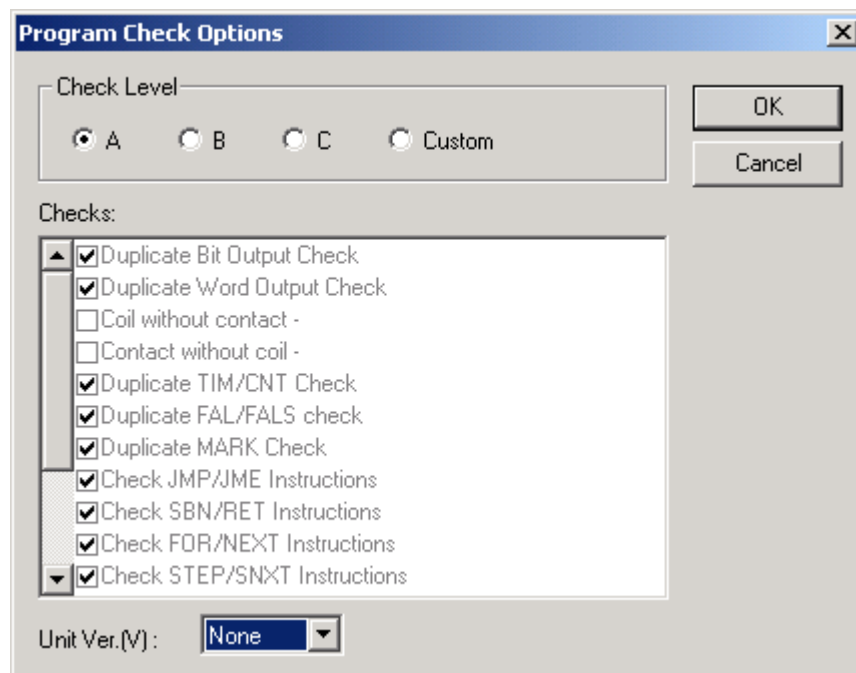 Program Check Options
Check Level
A B C Custom
OK
Cancel
Checks:
Duplicate Bit Output Check
Duplicate Word Output Check
Coil without contact -
Contact without coil -
Duplicate TIM/CNT Check
Duplicate FAL/FALS check
Duplicate MARK Check
Check JMP/JME Instructions
Check SBN/RET Instructions
Check FOR/NEXT Instructions
Check STEP/SNXT Instructions
Unit Ver.(V) : None